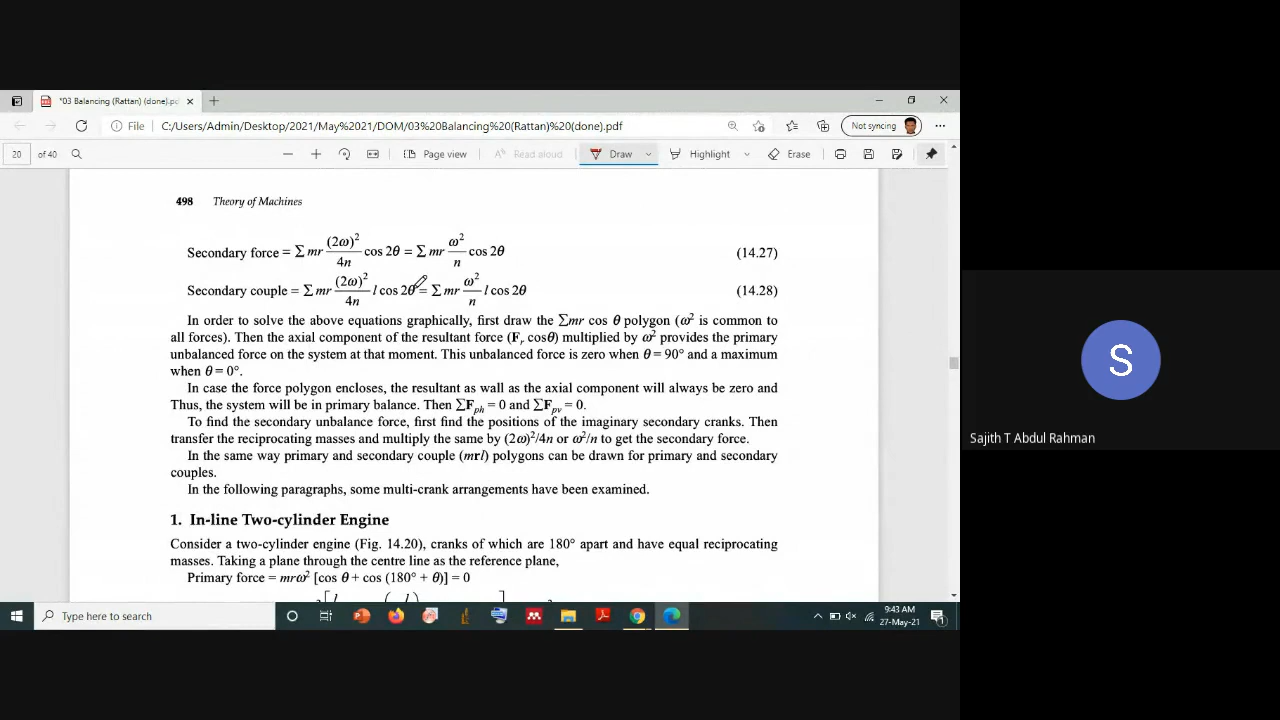 *03 Balancing (Rattan) (done).pd
File C:/Users/Admin/Desktop/2021/May%2021/DOM/03%20Balancing%20(Rattan)%20(done).pdf Not syncing
20 of 40 Page view Read aloud Draw Highlight Erase
498 Theory of Machines
Secondary force = Σ mr (2ω)²/4n cos 2θ = Σ mr ω²/n cos 2θ (14.27)
Secondary couple = Σ mr (2ω)²/4n l cos 2θ = Σ mr ω²/n l cos 2θ (14.28)
In order to solve the above equations graphically, first draw the Σmr cos θ polygon (ω² is common to
all forces). Then the axial component of the resultant force (Fr cosθ) multiplied by ω² provides the primary
unbalanced force on the system at that moment. This unbalanced force is zero when θ = 90° and a maximum
when θ = 0°.
In case the force polygon encloses, the resultant as wall as the axial component will always be zero and
Thus, the system will be in primary balance. Then ΣFph = 0 and ΣFpv = 0.
To find the secondary unbalance force, first find the positions of the imaginary secondary cranks. Then
transfer the reciprocating masses and multiply the same by (2ω)²/4n or ω²/n to get the secondary force.
In the same way primary and secondary couple (mrl) polygons can be drawn for primary and secondary
couples.
In the following paragraphs, some multi-crank arrangements have been examined.
1. In-line Two-cylinder Engine
Consider a two-cylinder engine (Fig. 14.20), cranks of which are 180° apart and have equal reciprocating
masses. Taking a plane through the centre line as the reference plane,
Primary force = mrω² [cos θ + cos (180° + θ)] = 0
S
Sajith T Abdul Rahman
Type here to search
9:43 AM
27-May-21